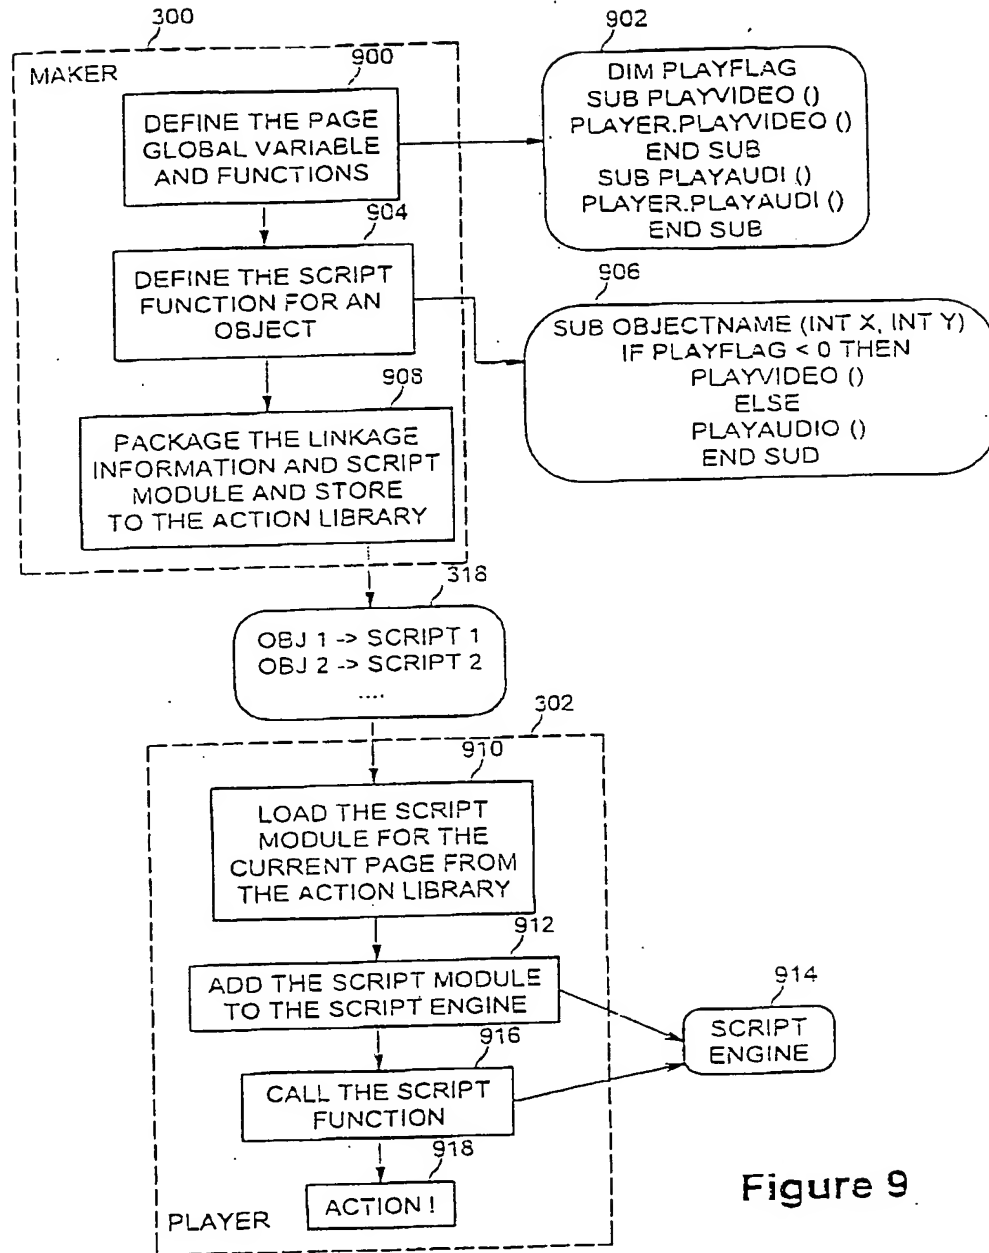 300
MAKER
900
DEFINE THE PAGE
GLOBAL VARIABLE
AND FUNCTIONS
902
DIM PLAYFLAG
SUB PLAYVIDEO ()
PLAYER.PLAYVIDEO ()
END SUB
SUB PLAYAUDI ()
PLAYER.PLAYAUDI ()
END SUB
904
DEFINE THE SCRIPT
FUNCTION FOR AN
OBJECT
906
SUB OBJECTNAME (INT X, INT Y)
IF PLAYFLAG < 0 THEN
PLAYVIDEO ()
ELSE
PLAYAUDIO ()
END SUD
908
PACKAGE THE LINKAGE
INFORMATION AND SCRIPT
MODULE AND STORE
TO THE ACTION LIBRARY
318
OBJ 1 -> SCRIPT 1
OBJ 2 -> SCRIPT 2
....
302
910
LOAD THE SCRIPT
MODULE FOR THE
CURRENT PAGE FROM
THE ACTION LIBRARY
912
ADD THE SCRIPT MODULE
TO THE SCRIPT ENGINE
914
SCRIPT
ENGINE
916
CALL THE SCRIPT
FUNCTION
918
ACTION !
PLAYER
Figure 9